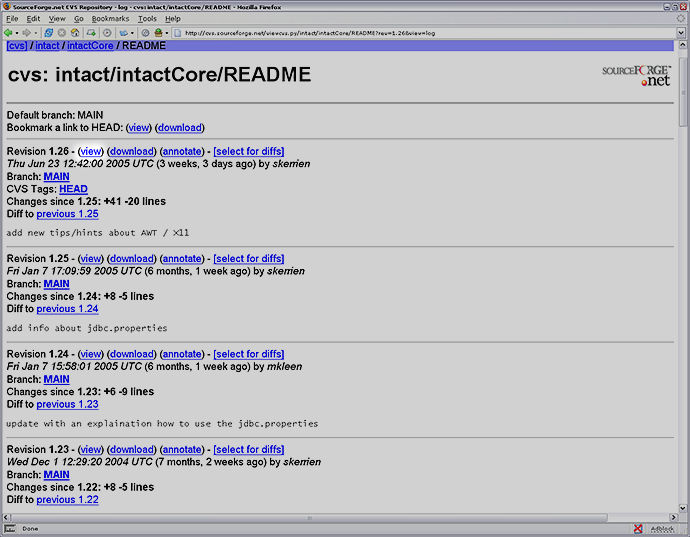 SourceForge.net CVS Repository - log - cvs: intact/intactCore/README - Mozilla Firefox
File Edit View Go Bookmarks Tools Help
http://cvs.sourceforge.net/viewcvs.py/intact/intactCore/README?rev=1.26&view=log
[cvs] / intact / intactCore / README
cvs: intact/intactCore/README
SOURCEFORGE
.net™
Default branch: MAIN
Bookmark a link to HEAD: (view) (download)
Revision 1.26 - (view) (download) (annotate) - [select for diffs]
Thu Jun 23 12:42:00 2005 UTC (3 weeks, 3 days ago) by skerrien
Branch: MAIN
CVS Tags: HEAD
Changes since 1.25: +41 -20 lines
Diff to previous 1.25
add new tips/hints about AWT / X11
Revision 1.25 - (view) (download) (annotate) - [select for diffs]
Fri Jan 7 17:09:59 2005 UTC (6 months, 1 week ago) by skerrien
Branch: MAIN
Changes since 1.24: +8 -5 lines
Diff to previous 1.24
add info about jdbc.properties
Revision 1.24 - (view) (download) (annotate) - [select for diffs]
Fri Jan 7 15:58:01 2005 UTC (6 months, 1 week ago) by mkleen
Branch: MAIN
Changes since 1.23: +6 -9 lines
Diff to previous 1.23
update with an explaination how to use the jdbc.properties
Revision 1.23 - (view) (download) (annotate) - [select for diffs]
Wed Dec 1 12:29:20 2004 UTC (7 months, 2 weeks ago) by skerrien
Branch: MAIN
Changes since 1.22: +8 -5 lines
Diff to previous 1.22
Done
Adblock